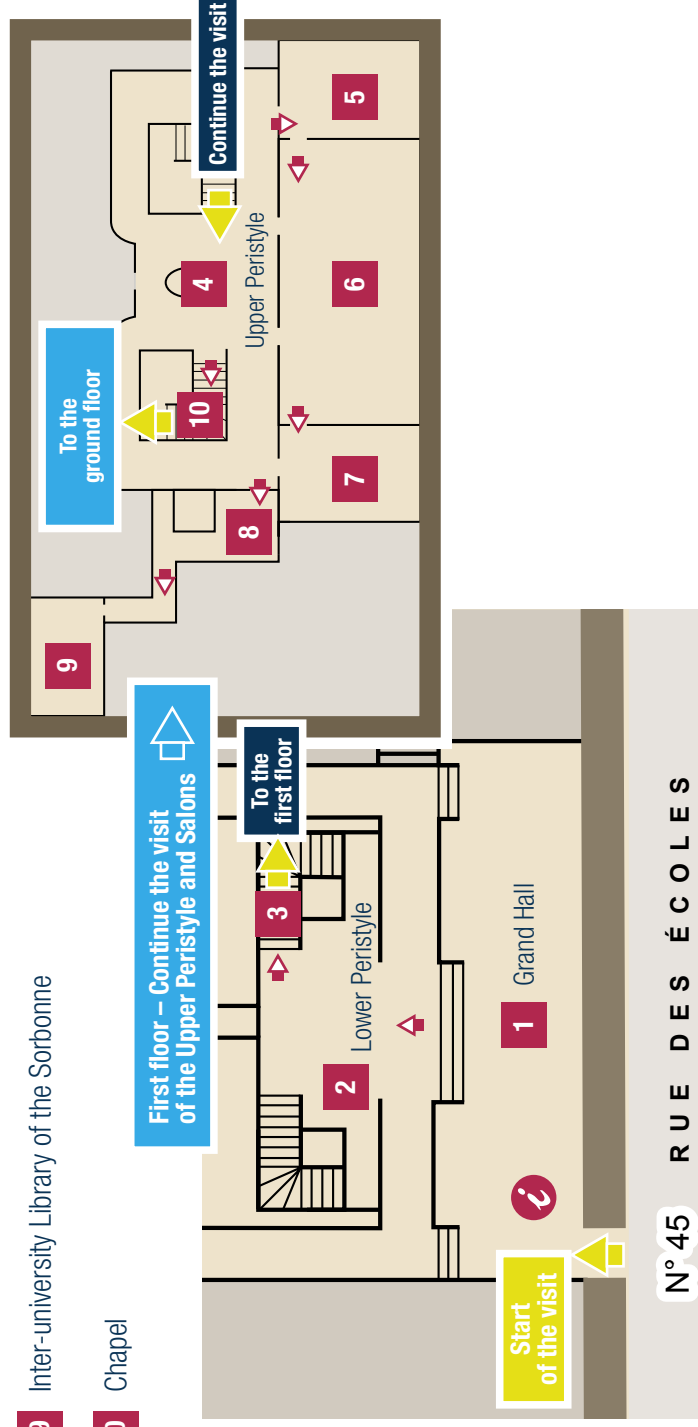 9 Inter-university Library of the Sorbonne
Chapel
First floor – Continue the visit
of the Upper Peristyle and Salons
To the
first floor
3
2
Lower Peristyle
1
Grand Hall
i
Start
of the visit
N° 45 RUE DES ÉCOLES
9
8
7
To the
ground floor
10
4
Upper Peristyle
6
5
Continue the visit